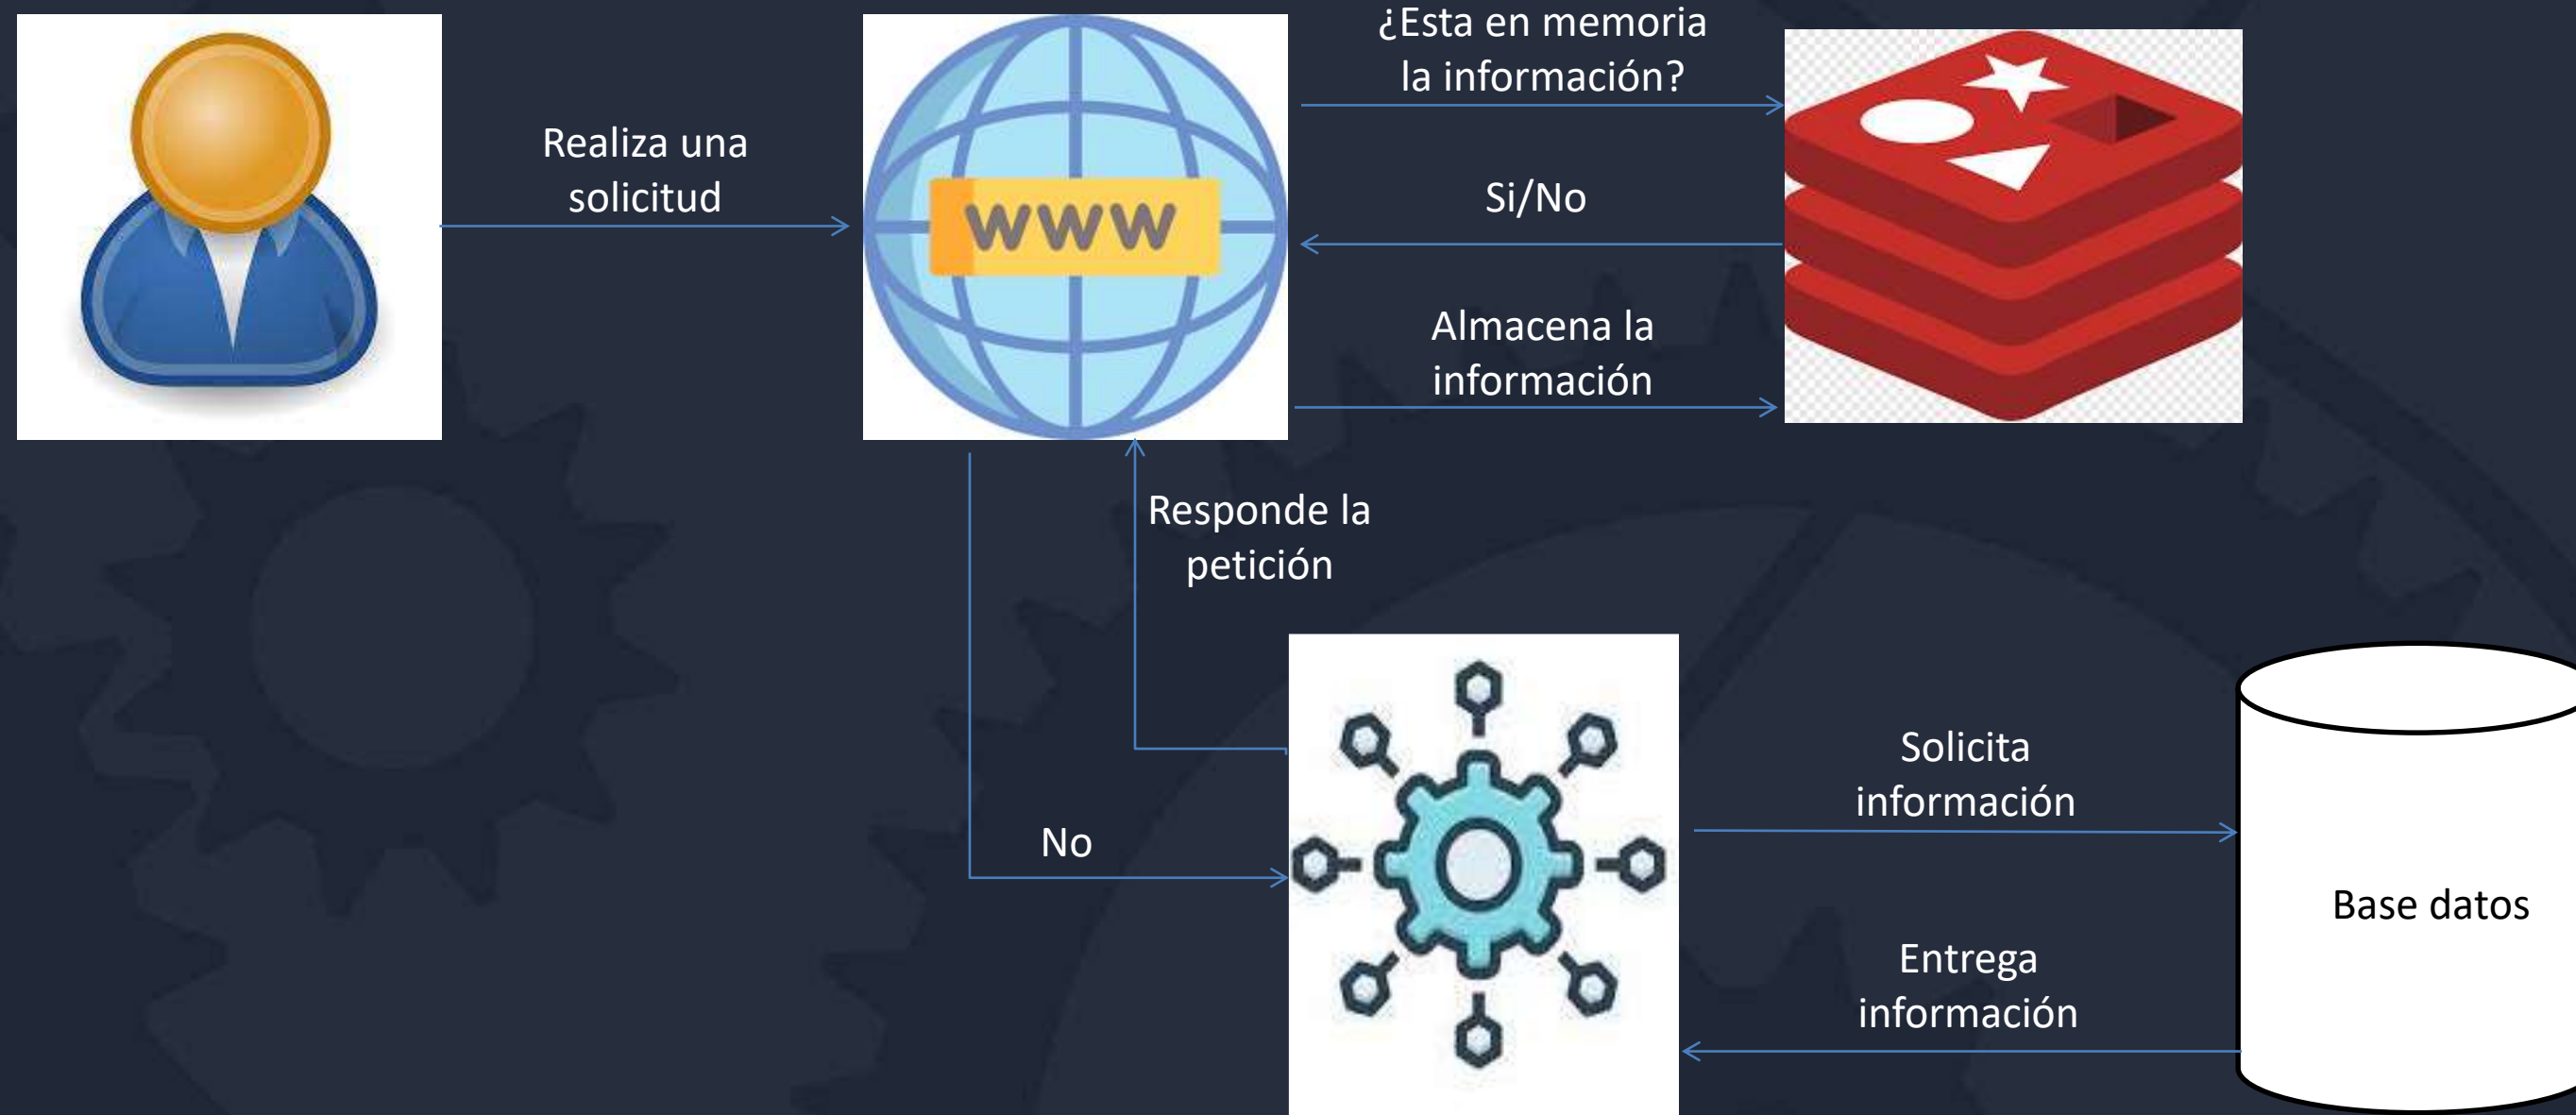 ¿Esta en memoria
la información?
Realiza una
solicitud
www
Si/No
Almacena la
información
Responde la
petición
No
Solicita
información
Base datos
Entrega
información